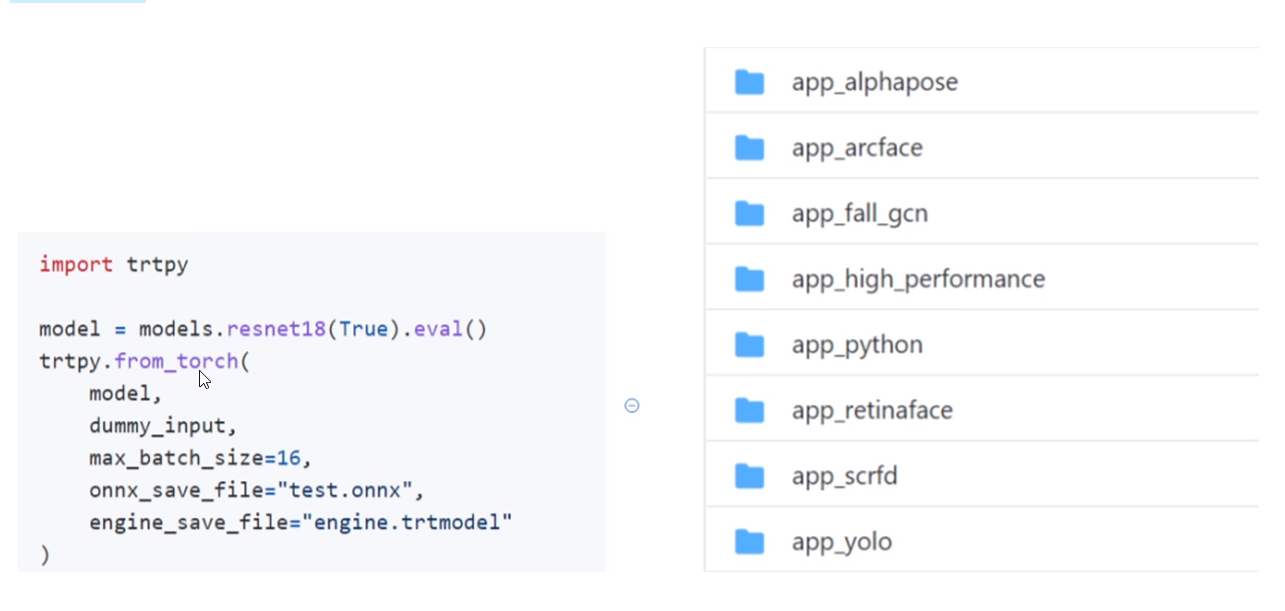 import trtpy
model = models.resnet18(True).eval()
trtpy.from_torch(
    model,
    dummy_input,
    max_batch_size=16,
    onnx_save_file="test.onnx",
    engine_save_file="engine.trtmodel"
)
app_alphapose
app_arcface
app_fall_gcn
app_high_performance
app_python
app_retinaface
app_scrfd
app_yolo